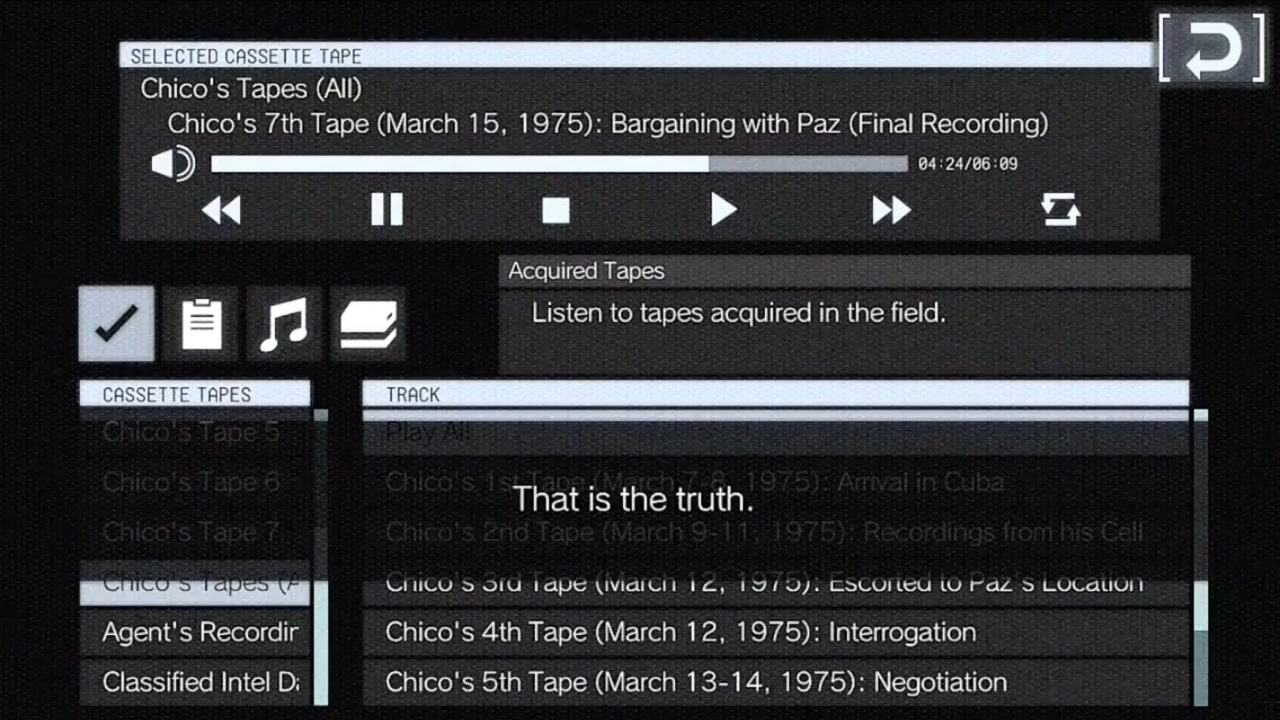 SELECTED CASSETTE TAPE
Chico's Tapes (All)
Chico's 7th Tape (March 15, 1975): Bargaining with Paz (Final Recording)
04:24/06:09
Acquired Tapes
Listen to tapes acquired in the field.
CASSETTE TAPES
TRACK
Chico's Tape 5
Play All
Chico's Tape 6
Chico's 1st Tape (March 7-8, 1975): Arrival in Cuba
That is the truth.
Chico's Tape 7
Chico's 2nd Tape (March 9-11, 1975): Recordings from his Cell
Chico's Tapes (A
Chico's 3rd Tape (March 12, 1975): Escorted to Paz's Location
Agent's Recordin
Chico's 4th Tape (March 12, 1975): Interrogation
Classified Intel Da
Chico's 5th Tape (March 13-14, 1975): Negotiation